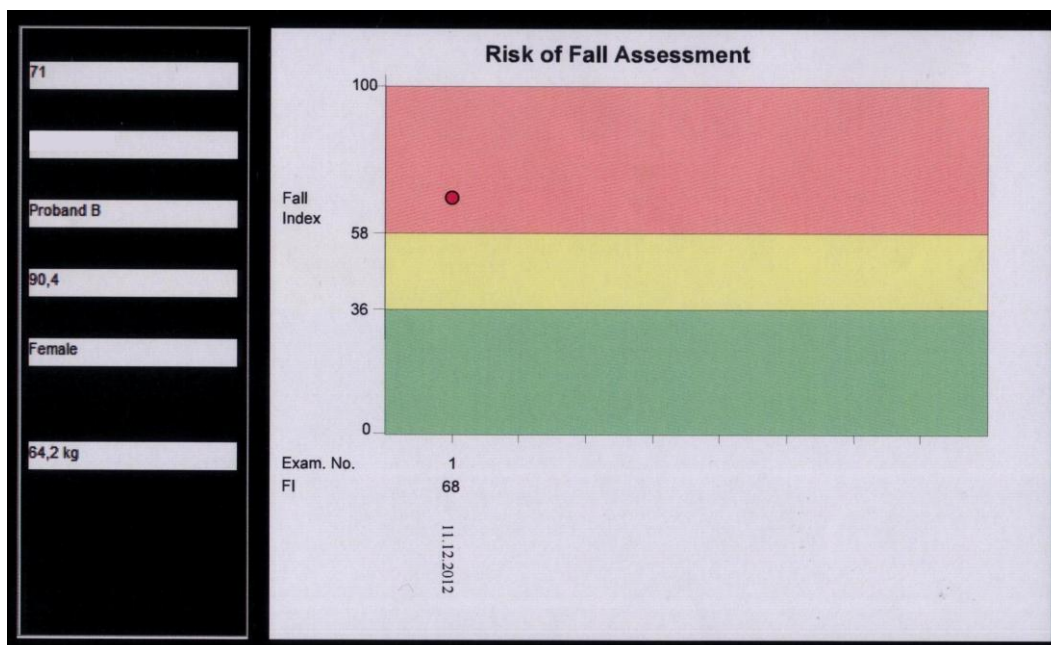 71
Proband B
90,4
Female
64,2 kg
Risk of Fall Assessment
100
Fall
Index
58
36
0
Exam. No. 1
FI 68
11.12.2012